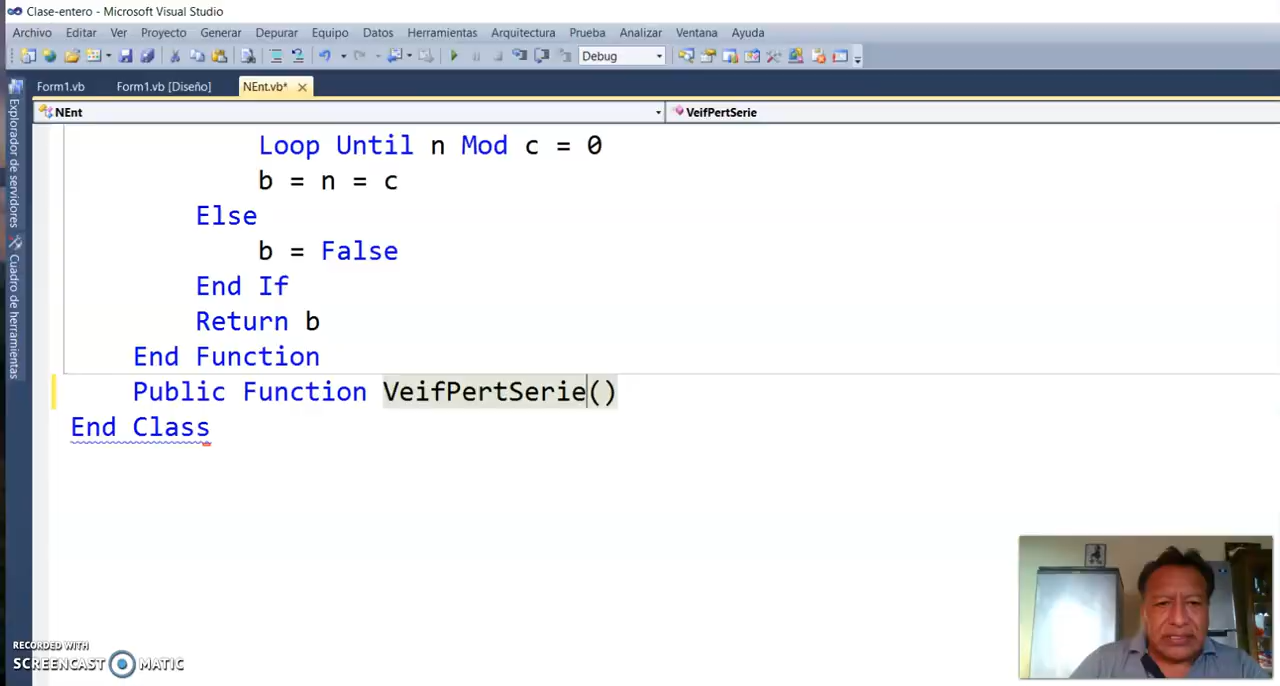 Clase-entero - Microsoft Visual Studio
Archivo Editar Ver Proyecto Generar Depurar Equipo Datos Herramientas Arquitectura Prueba Analizar Ventana Ayuda
Debug
Form1.vb Form1.vb [Diseño] NEnt.vb*
NEnt VeifPertSerie
Explorador de servidores
Cuadro de herramientas
Loop Until n Mod c = 0
b = n = c
Else
b = False
End If
Return b
End Function
Public Function VeifPertSerie()
End Class
RECORDED WITH
SCREENCAST MATIC